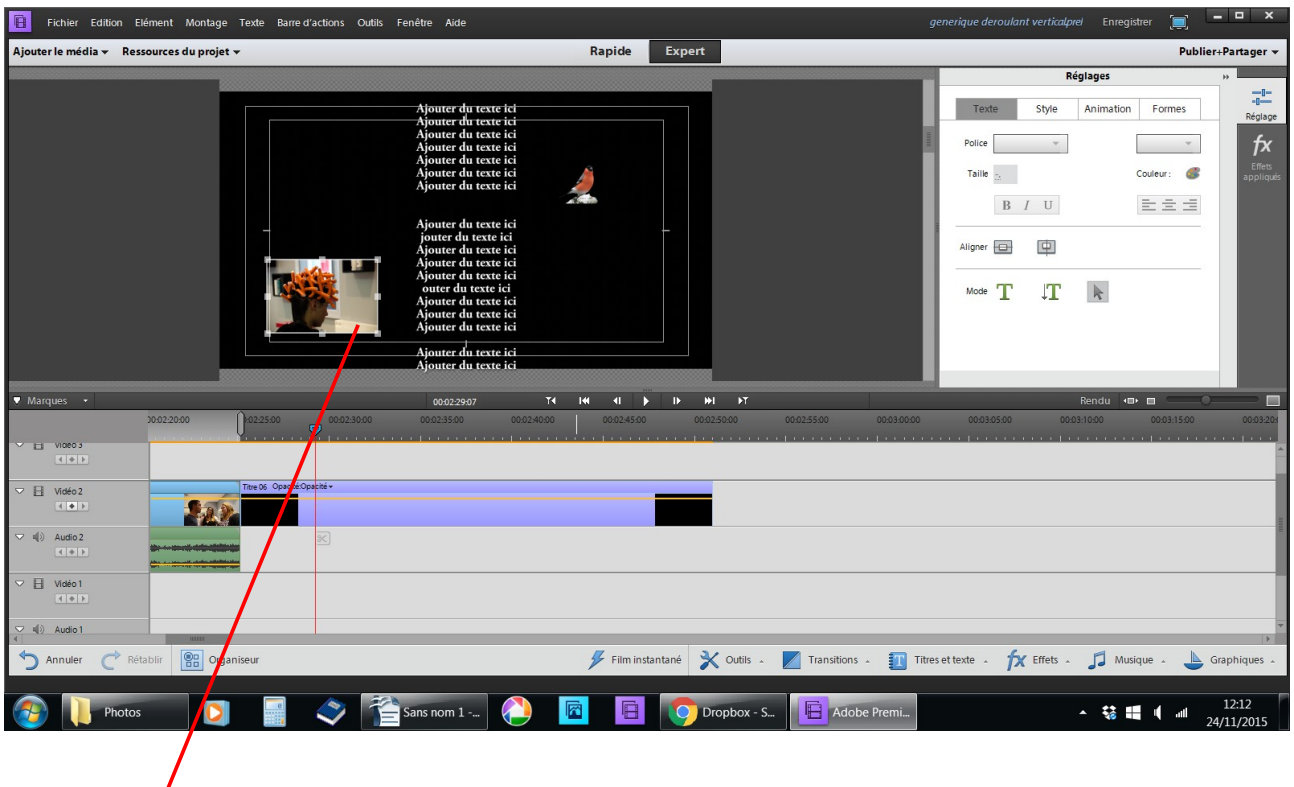 Fichier Edition Elément Montage Texte Barre d'actions Outils Fenêtre Aide
generique deroulant verticalprel Enregistrer
Ajouter le média Ressources du projet Rapide Expert Publier+Partager
Réglages
Texte Style Animation Formes
Réglage
Police
Taille
Couleur :
B I U
fx
Effets
appliqués
Aligner
Mode T T
Ajouter du texte ici
Ajouter du texte ici
Ajouter du texte ici
Ajouter du texte ici
Ajouter du texte ici
Ajouter du texte ici
Ajouter du texte ici
Ajouter du texte ici
jouter du texte ici
Ajouter du texte ici
Ajouter du texte ici
Ajouter du texte ici
outer du texte ici
Ajouter du texte ici
Ajouter du texte ici
Ajouter du texte ici
Ajouter du texte ici
Ajouter du texte ici
Marques 00:02:29:07 Rendu
00:02:20:00 :02:25:00 00:02:30:00 00:02:35:00 00:02:40:00 00:02:45:00 00:02:50:00 00:02:55:00 00:03:00:00 00:03:05:00 00:03:10:00 00:03:15:00 00:03:20:
Vidéo 3
Vidéo 2
Titre 06 Opacité:Opacité
Audio 2
Vidéo 1
Audio 1
Annuler Rétablir Organiseur Film instantané Outils Transitions Titres et texte fx Effets Musique Graphiques
Photos Sans nom 1 -... Dropbox - S... Adobe Premi...
12:12
24/11/2015